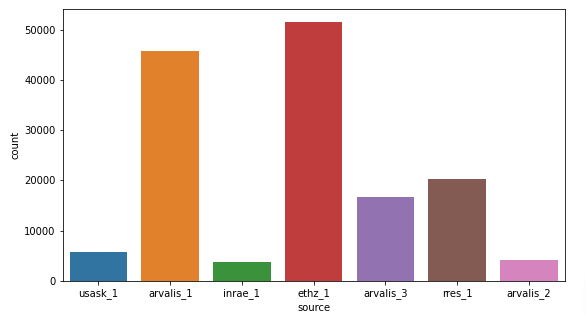 50000
40000
30000
20000
10000
0
count
usask_1 arvalis_1 inrae_1 ethz_1 arvalis_3 rres_1 arvalis_2
source